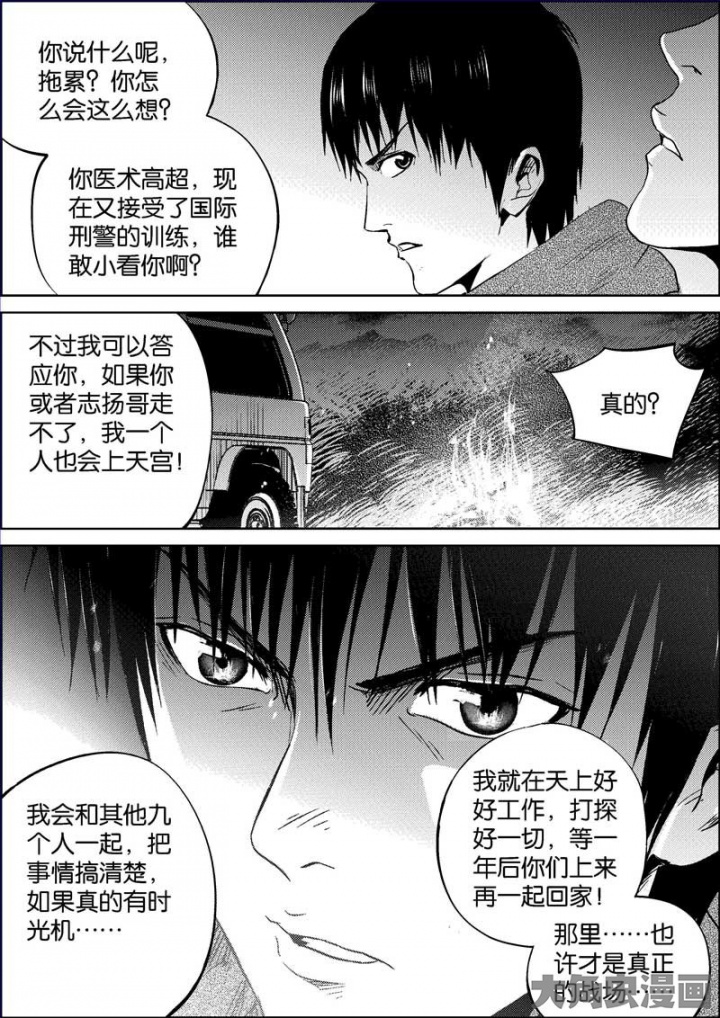 你说什么呢，
拖累？你怎
么会这么想？
你医术高超，现
在又接受了国际
刑警的训练，谁
敢小看你啊？
不过我可以答
应你，如果你
或者志扬哥走
不了，我一个
人也会上天宫！
真的？
我会和其他九
个人一起，把
事情搞清楚，
如果真的有时
光机……
我就在天上好
好工作，打探
好一切，等一
年后你们上来
再一起回家！
那里……也
许才是真正
的战场……
漫画